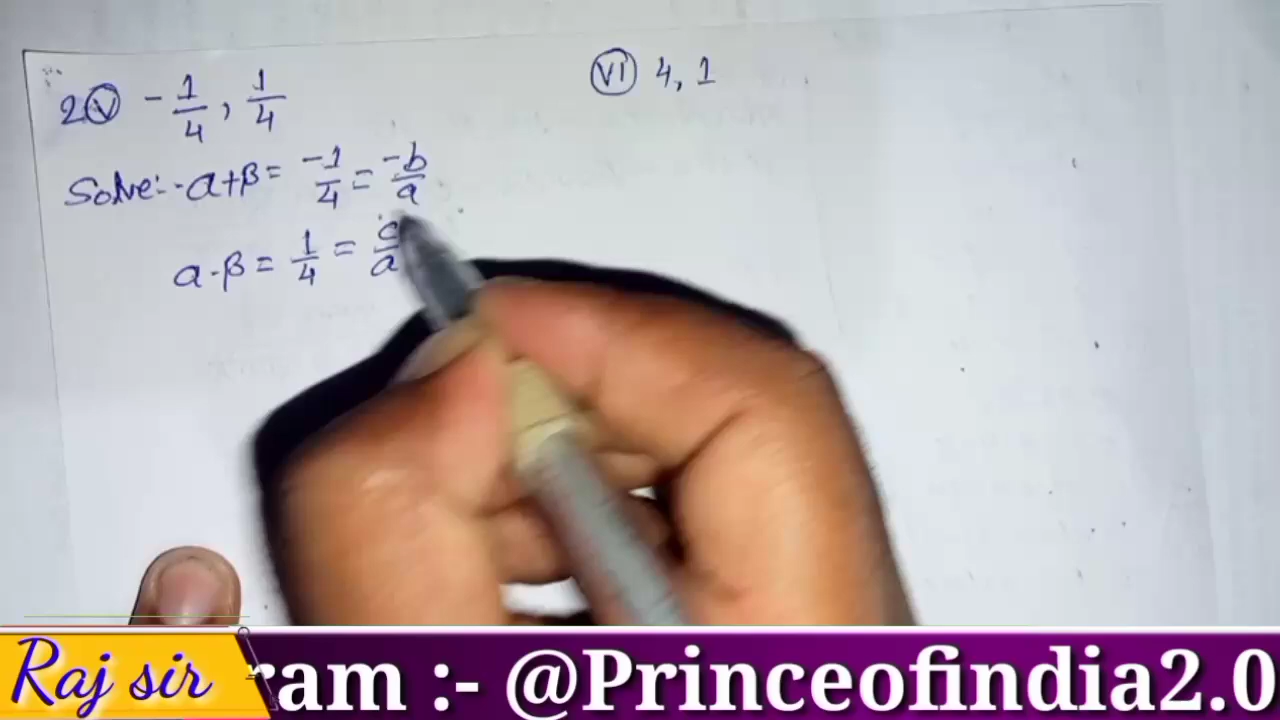 2(V) -1/4, 1/4
(VI) 4, 1
Solve:- α+β = -1/4 = -b/a
α·β = 1/4 = c/a
Raj sir
ram :- @Princeofindia2.0